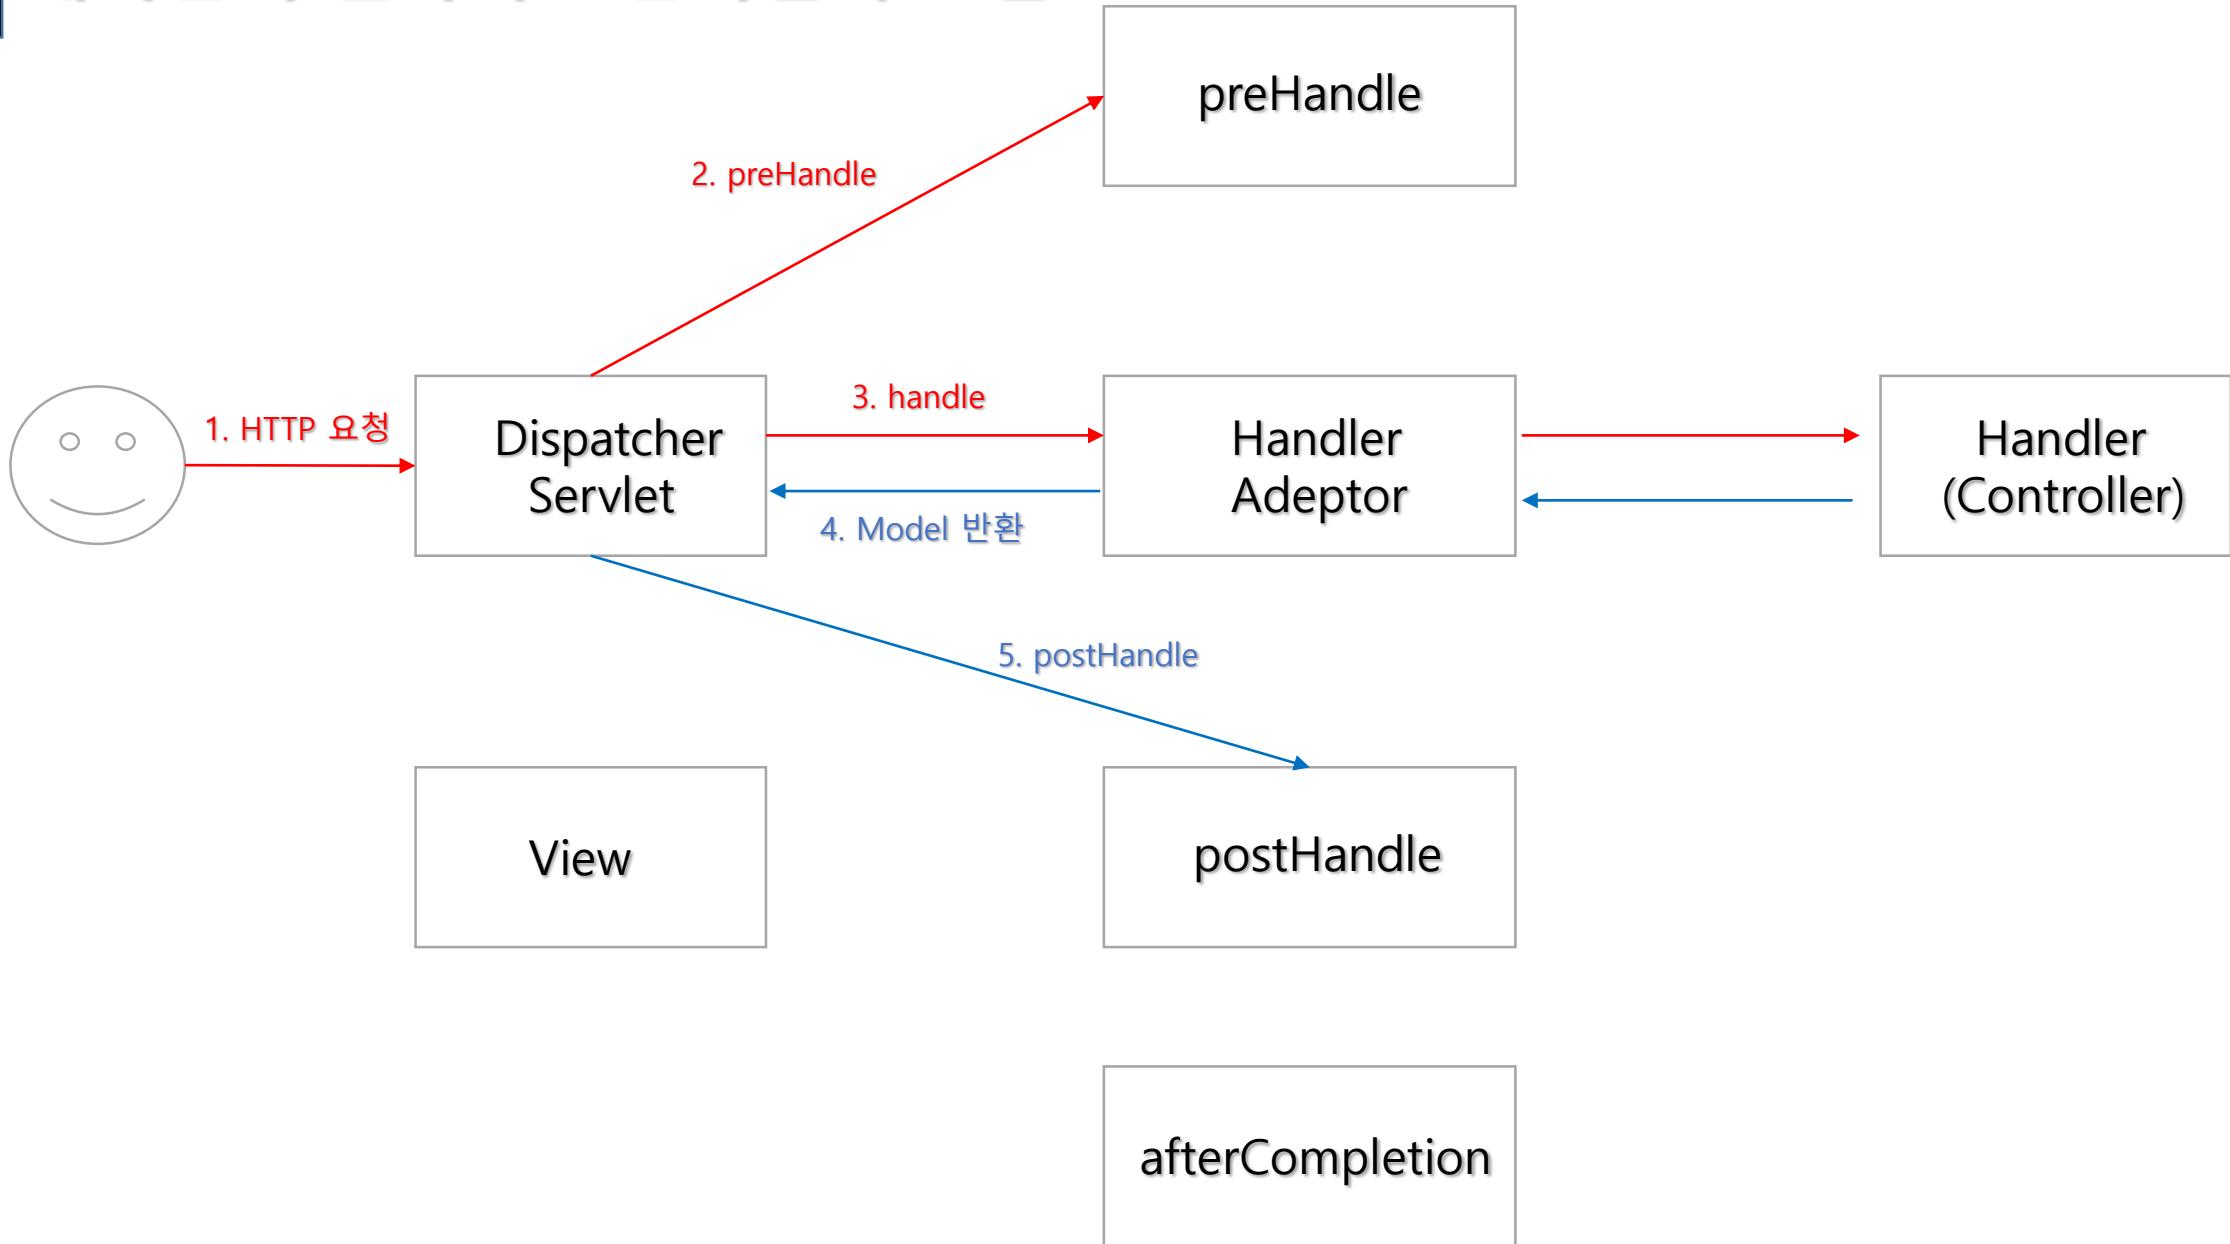 preHandle
2. preHandle
1. HTTP 요청
Dispatcher
Servlet
3. handle
4. Model 반환
Handler
Adeptor
Handler
(Controller)
5. postHandle
View
postHandle
afterCompletion